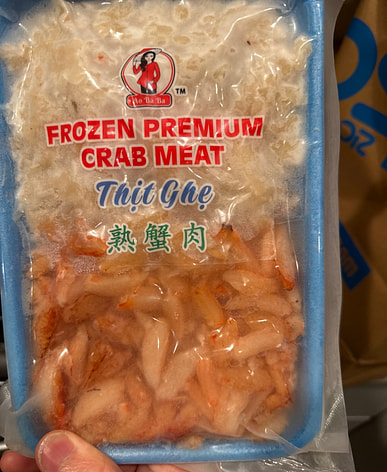 Ba Ba
TM
FROZEN PREMIUM
CRAB MEAT
Thịt Ghẹ
熟蟹肉